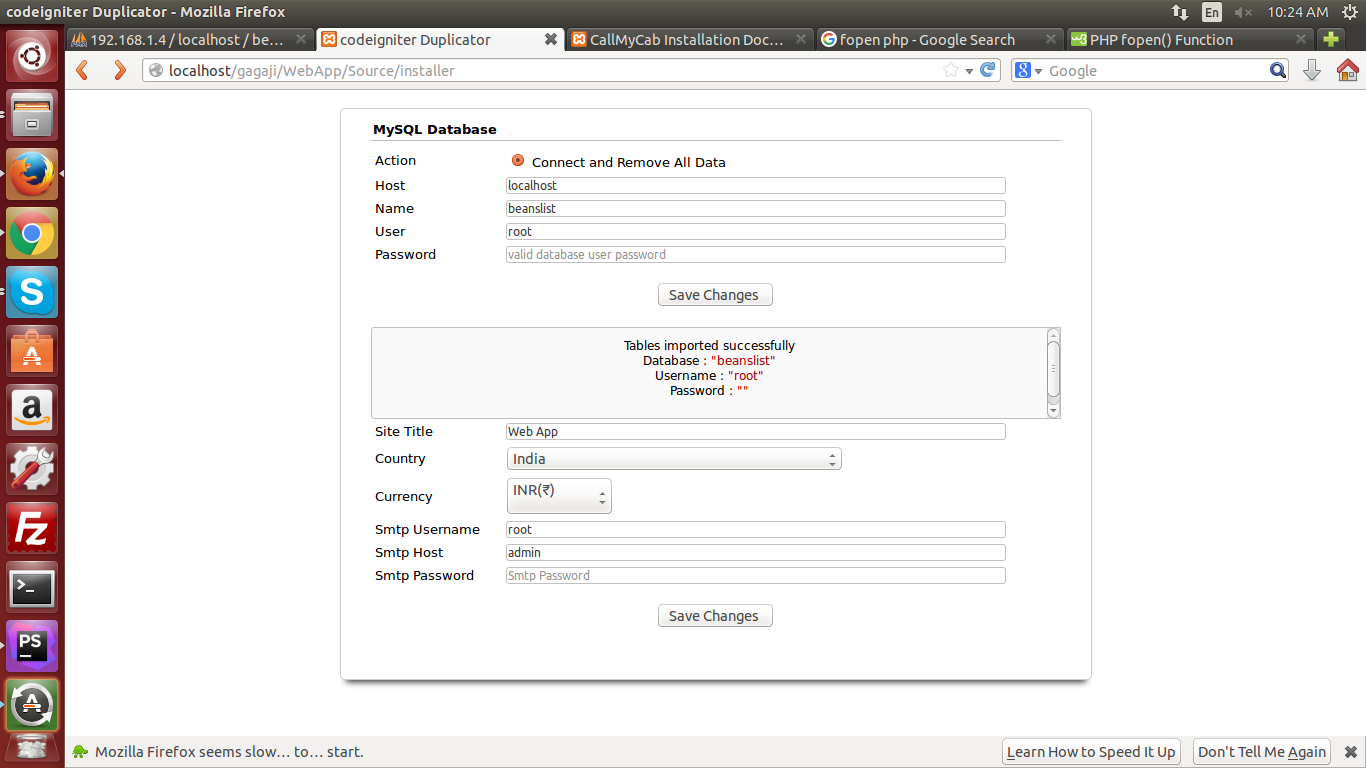 codeigniter Duplicator - Mozilla Firefox
En
10:24 AM
192.168.1.4 / localhost / be...
codeigniter Duplicator
CallMyCab Installation Doc...
fopen php - Google Search
PHP fopen() Function
localhost/gagaji/WebApp/Source/installer
Google
MySQL Database
Action
Connect and Remove All Data
Host
localhost
Name
beanslist
User
root
Password
valid database user password
Save Changes
Tables imported successfully
Database : "beanslist"
Username : "root"
Password : ""
Site Title
Web App
Country
India
Currency
INR(₹)
Smtp Username
root
Smtp Host
admin
Smtp Password
Smtp Password
Save Changes
Mozilla Firefox seems slow... to... start.
Learn How to Speed It Up
Don't Tell Me Again